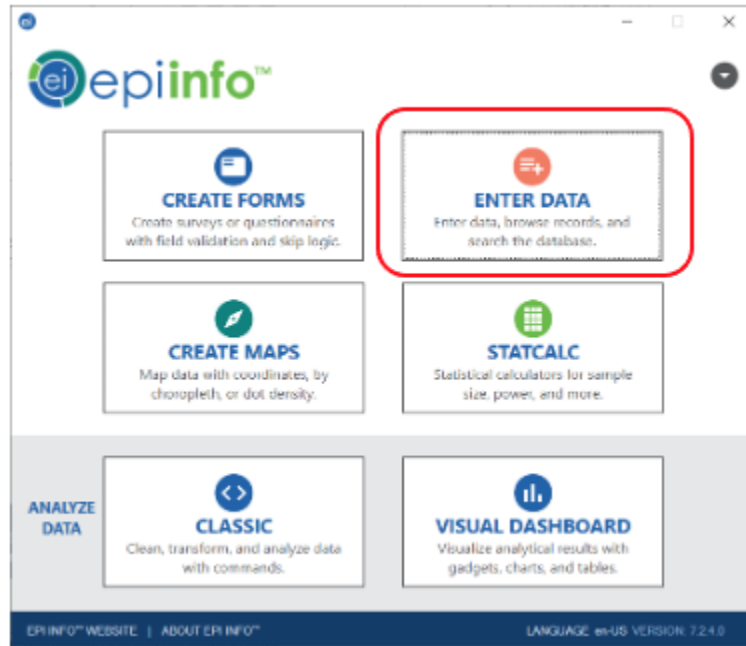 ei
ei epiinfo™
CREATE FORMS
Create surveys or questionnaires
with field validation and skip logic.
ENTER DATA
Enter data, browse records, and
search the database.
CREATE MAPS
Map data with coordinates, by
choropleth, or dot density.
STATCALC
Statistical calculators for sample
size, power, and more.
ANALYZE
DATA
CLASSIC
Clean, transform, and analyze data
with commands.
VISUAL DASHBOARD
Visualize analytical results with
gadgets, charts, and tables.
EPI INFO™ WEBSITE | ABOUT EPI INFO™
LANGUAGE en-US VERSION: 7.2.4.0